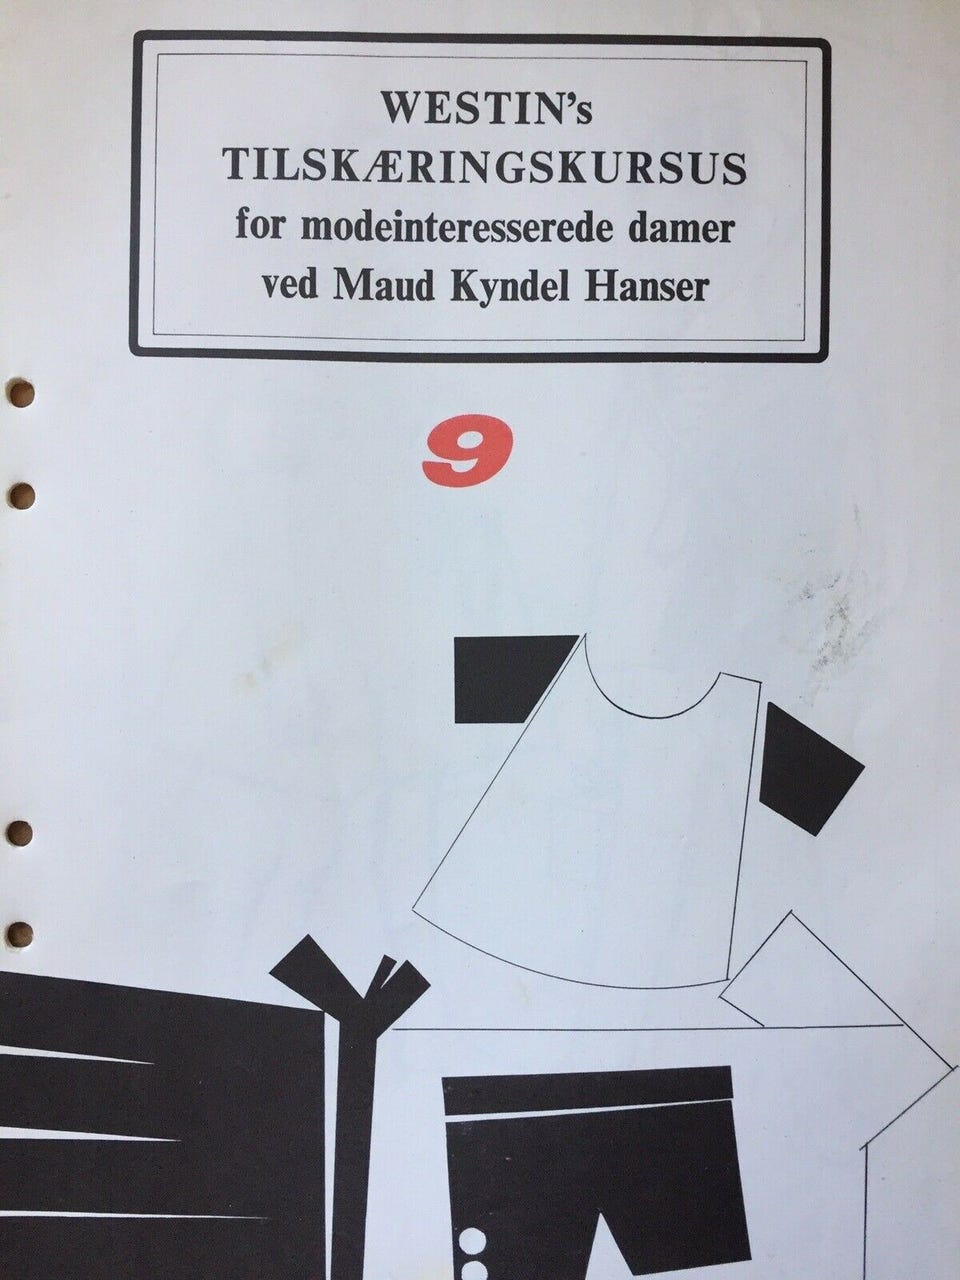 WESTIN's
TILSKÆRINGSKURSUS
for modeinteresserede damer
ved Maud Kyndel Hanser
9